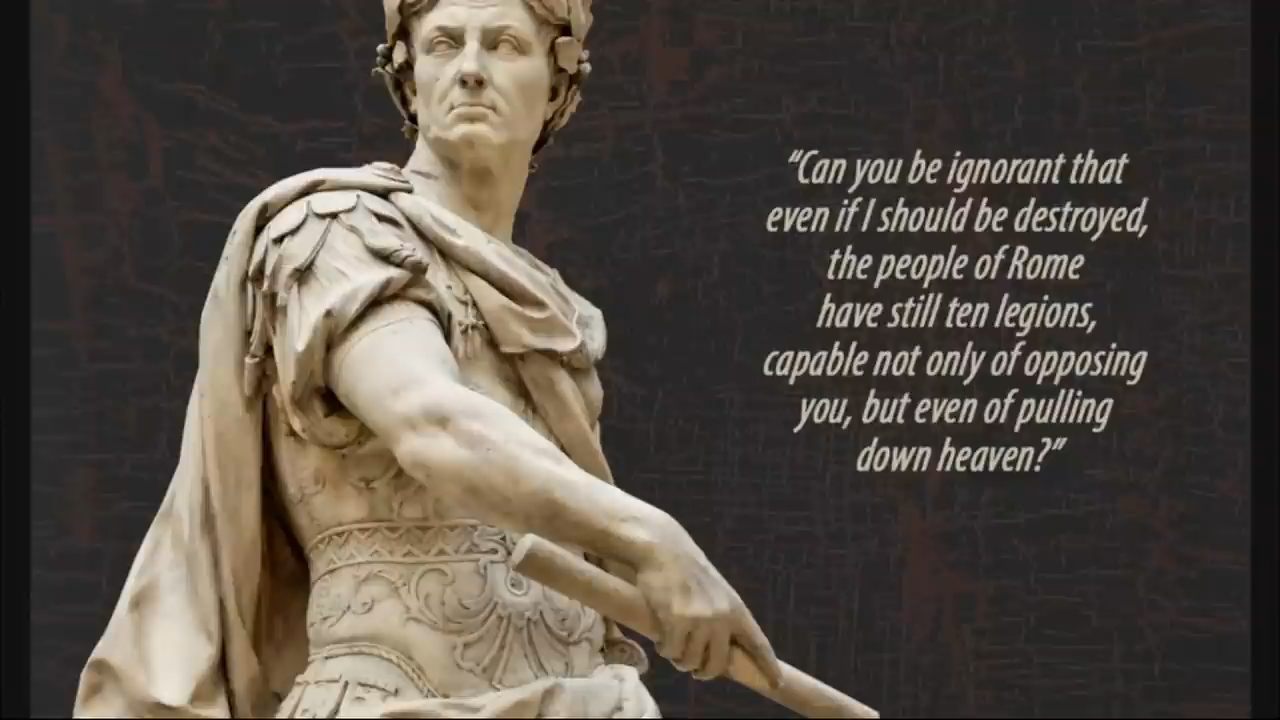 “Can you be ignorant that
even if I should be destroyed,
the people of Rome
have still ten legions,
capable not only of opposing
you, but even of pulling
down heaven?”